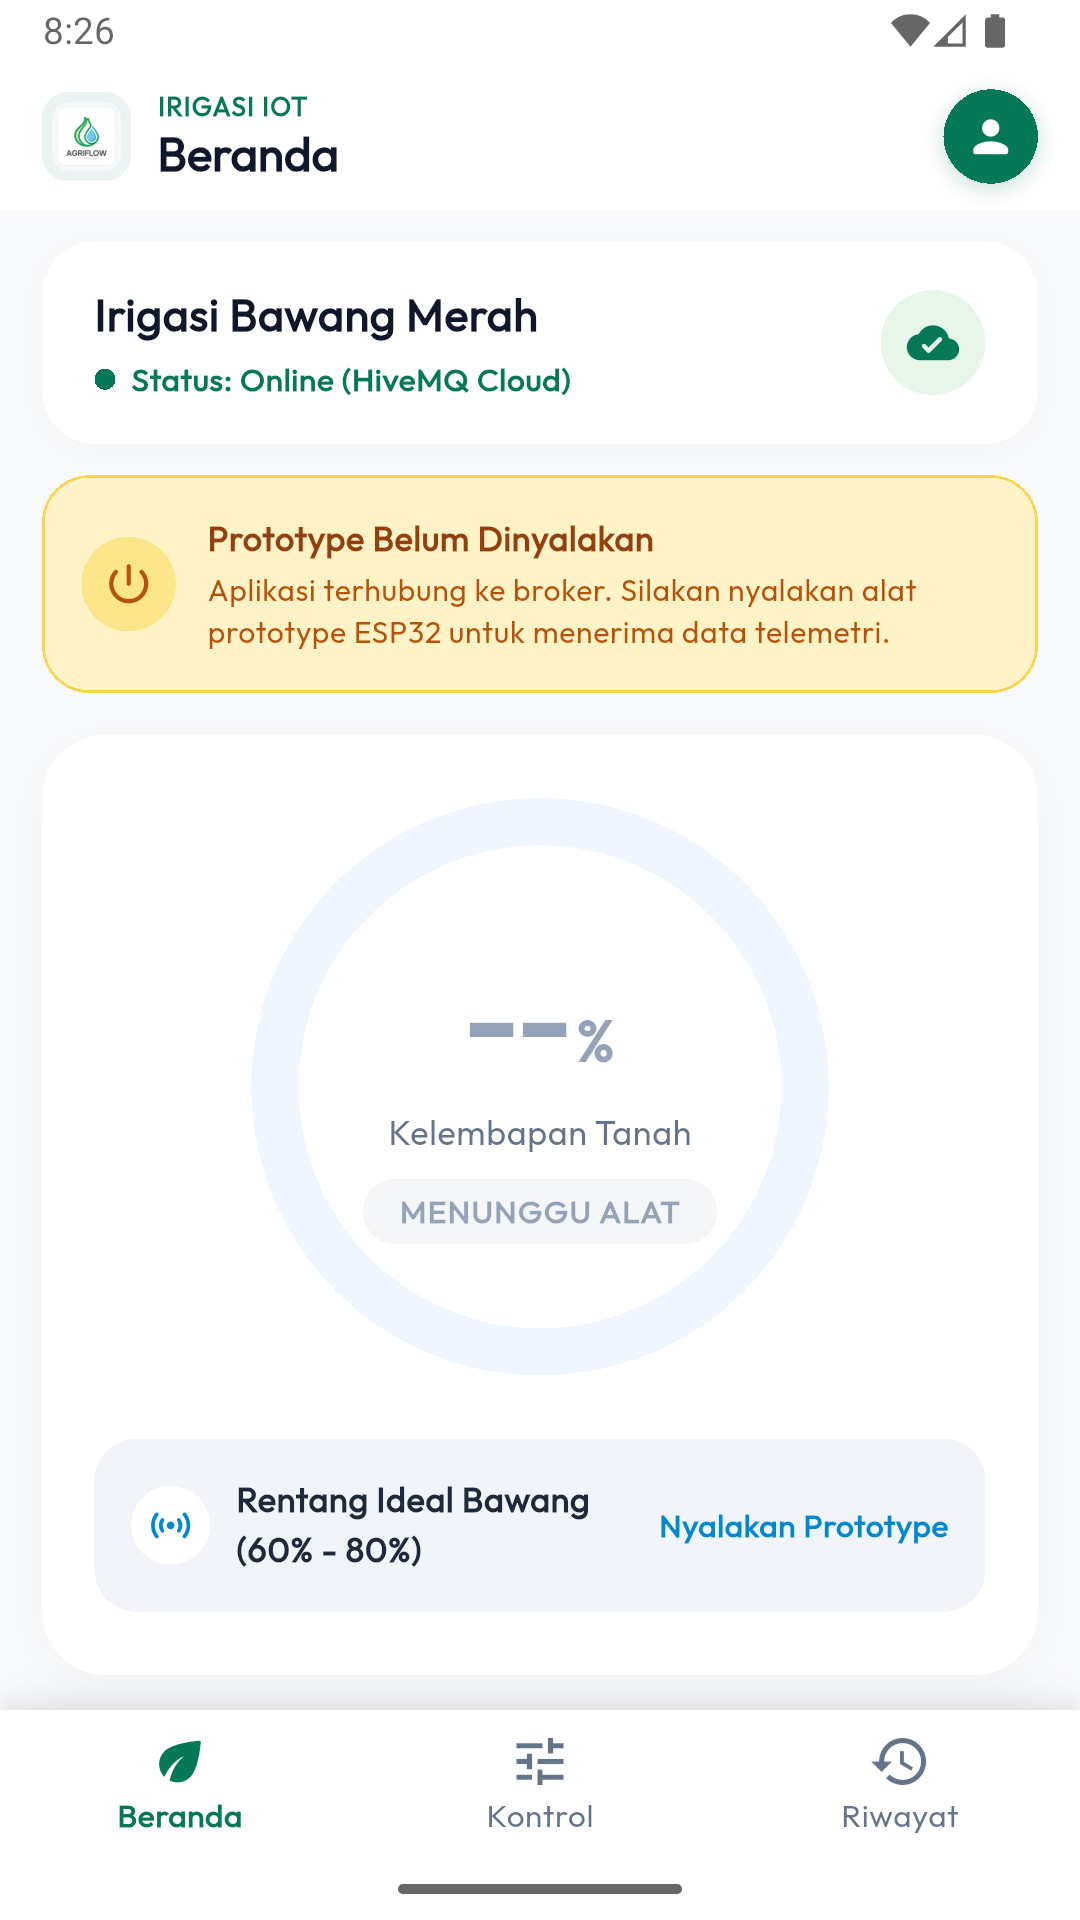 8:26
AGRIFLOW
IRIGASI IOT
Beranda
Irigasi Bawang Merah
Status: Online (HiveMQ Cloud)
Prototype Belum Dinyalakan
Aplikasi terhubung ke broker. Silakan nyalakan alat
prototype ESP32 untuk menerima data telemetri.
--%
Kelembapan Tanah
MENUNGGU ALAT
Rentang Ideal Bawang
(60% - 80%)
Nyalakan Prototype
Beranda
Kontrol
Riwayat